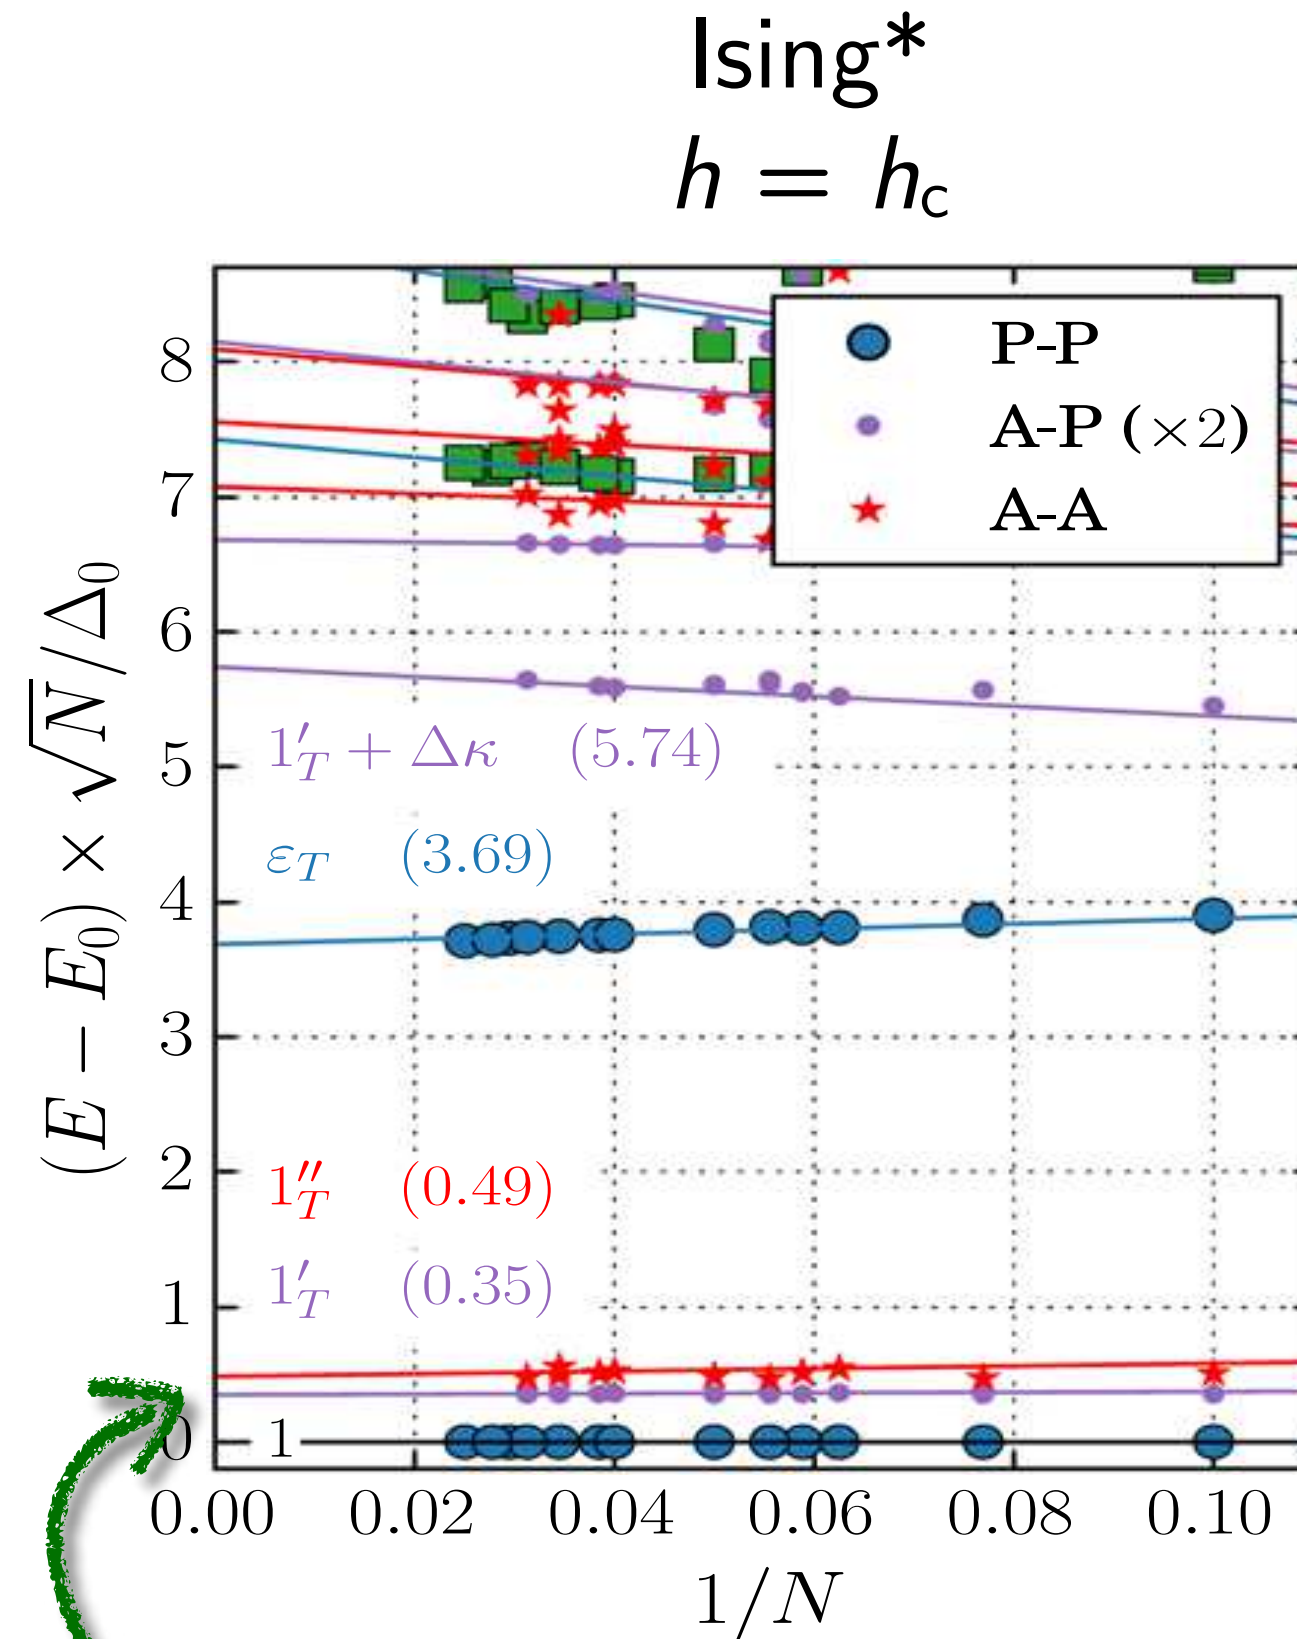 Ising*
h = h_c
P-P
A-P (×2)
A-A
(E − E₀) × √N/Δ₀
8
7
6
5
4
3
2
1
0
1′_T + Δκ (5.74)
ε_T (3.69)
1″_T (0.49)
1′_T (0.35)
1
0.00 0.02 0.04 0.06 0.08 0.10
1/N